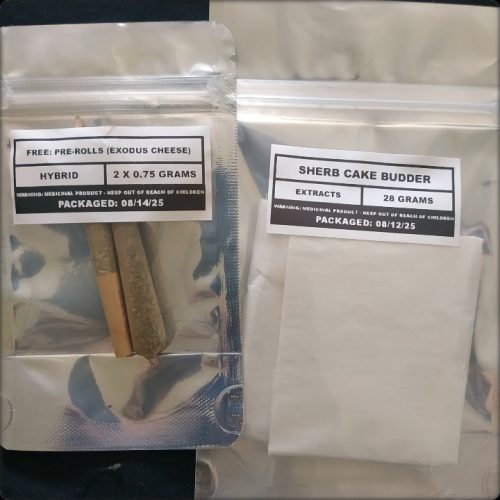 FREE: PRE-ROLLS (EXODUS CHEESE)
HYBRID
2 X 0.75 GRAMS
WARNING: MEDICINAL PRODUCT - KEEP OUT OF REACH OF CHILDREN
PACKAGED: 08/14/25
SHERB CAKE BUDDER
EXTRACTS
28 GRAMS
WARNING: MEDICINAL PRODUCT - KEEP OUT OF REACH OF CHILDREN
PACKAGED: 08/12/25